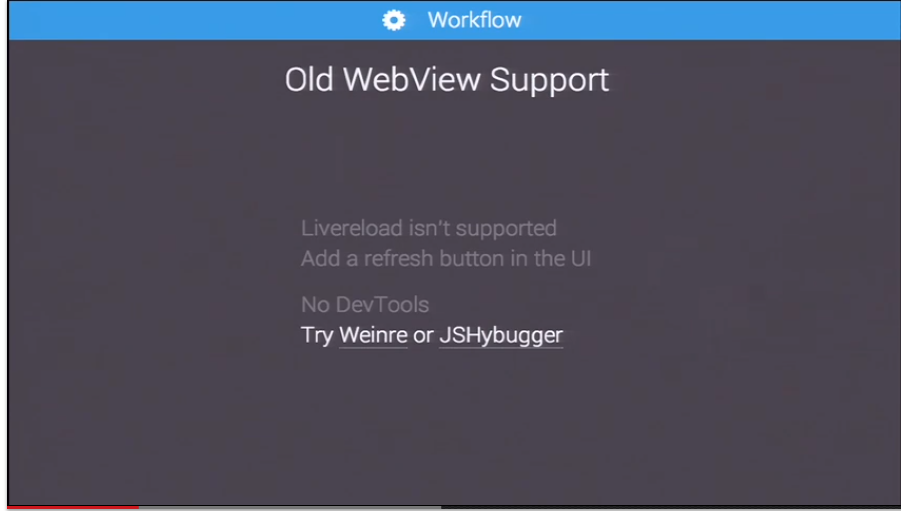 Workflow
Old WebView Support
Livereload isn't supported
Add a refresh button in the UI
No DevTools
Try Weinre or JSHybugger